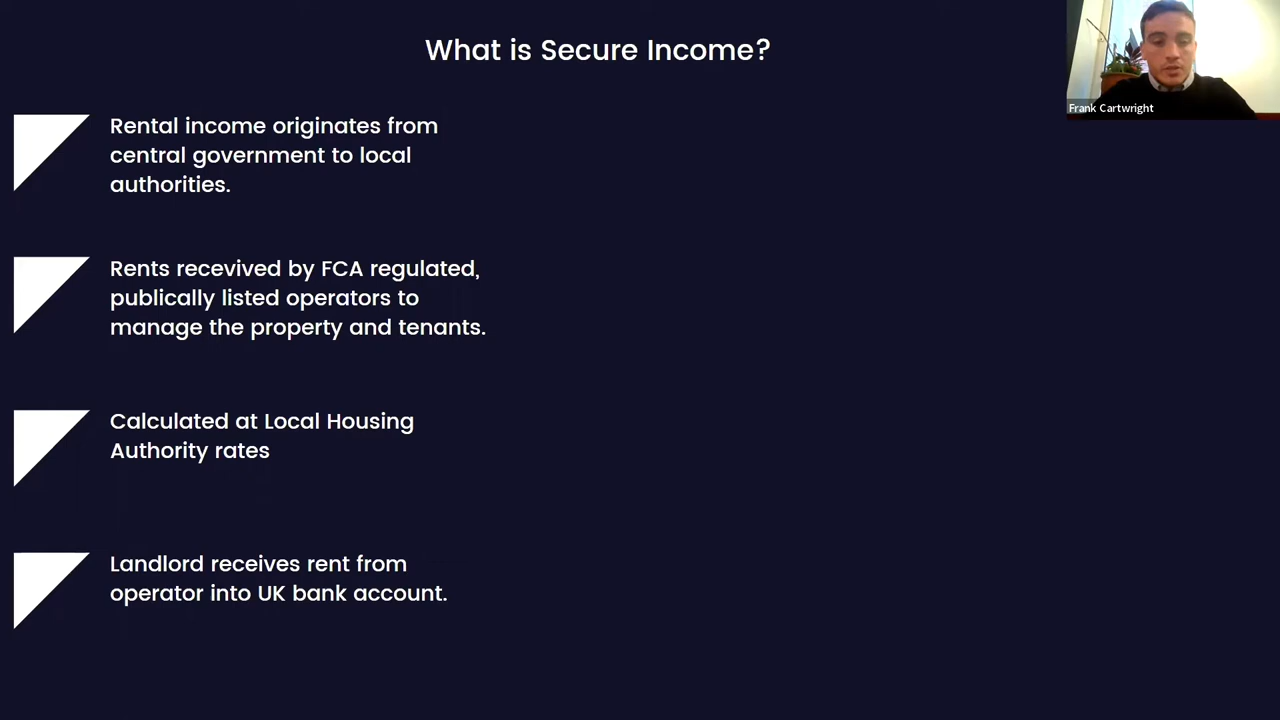 What is Secure Income?
Frank Cartwright
Rental income originates from
central government to local
authorities.
Rents recevived by FCA regulated,
publically listed operators to
manage the property and tenants.
Calculated at Local Housing
Authority rates
Landlord receives rent from
operator into UK bank account.